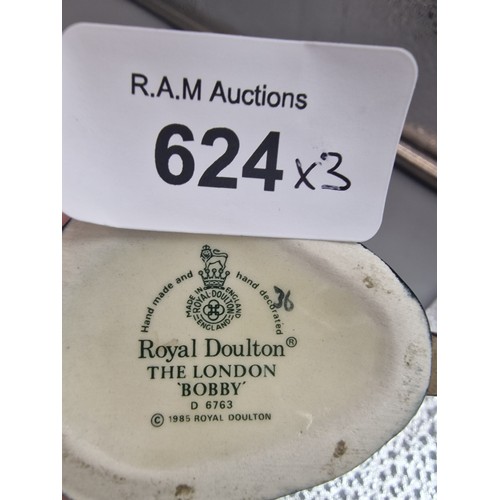 R.A.M Auctions
624 x3
Hand made and hand decorated
MADE IN ENGLAND
ROYAL DOULTON
ENGLAND
36
Royal Doulton®
THE LONDON
'BOBBY'
D 6763
© 1985 ROYAL DOULTON